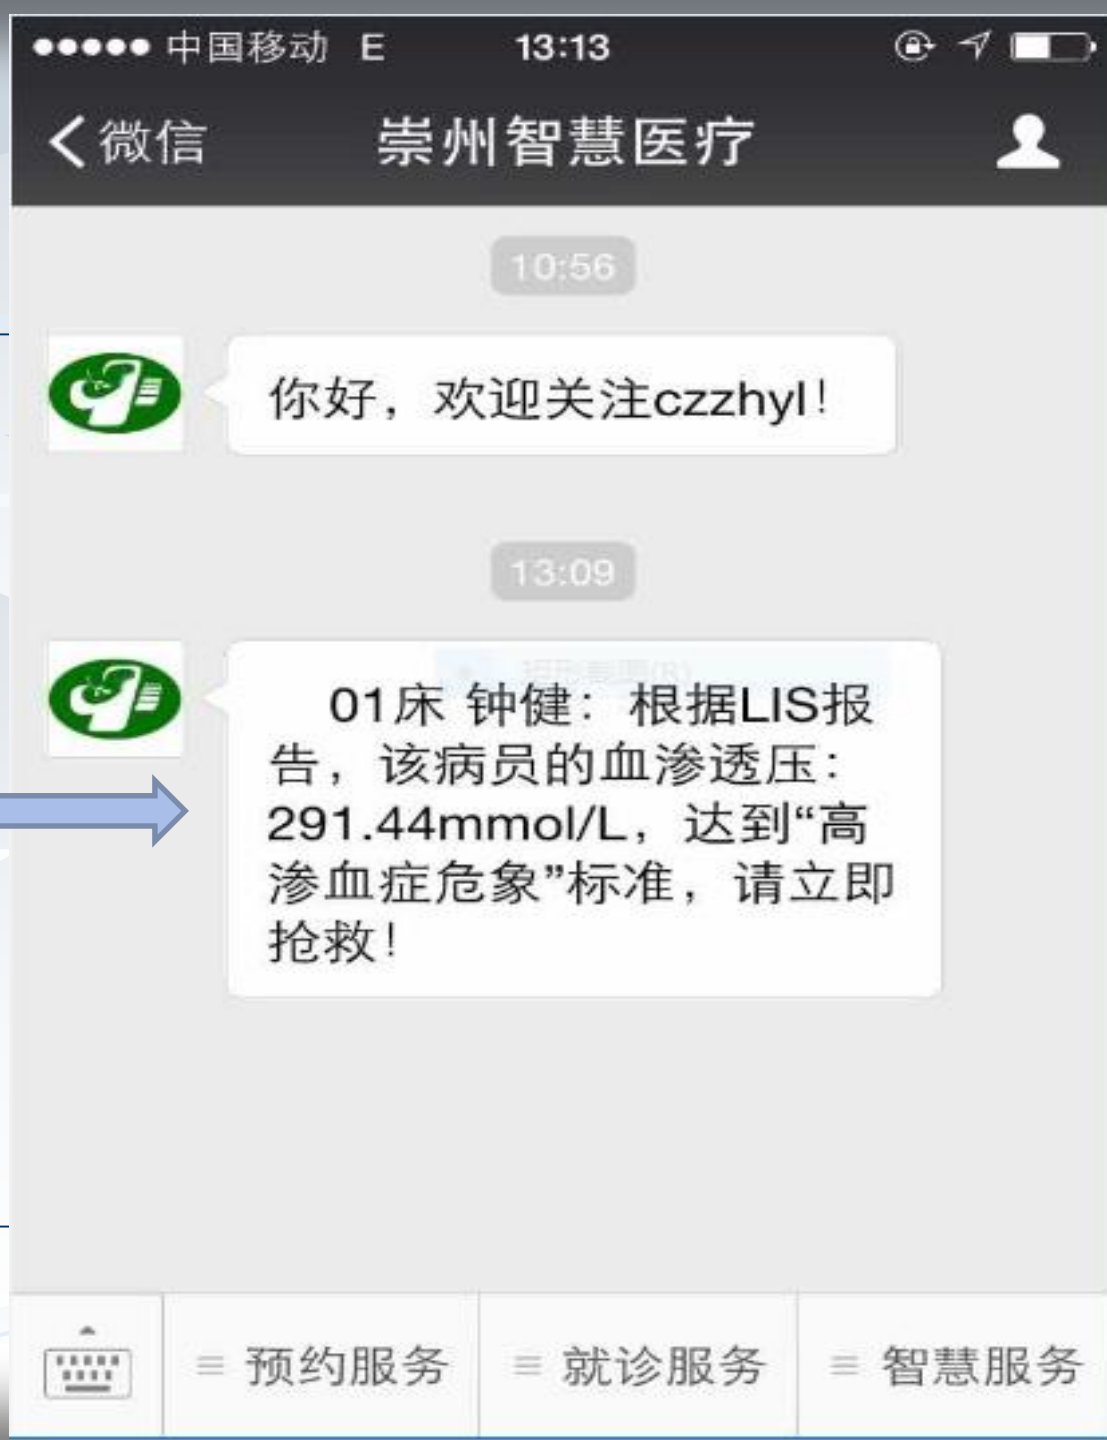 中国移动 E 13:13
微信 崇州智慧医疗
10:56
你好，欢迎关注czzhyl！
13:09
矩形截图(R)
01床 钟健：根据LIS报
告，该病员的血渗透压：
291.44mmol/L，达到“高
渗血症危象”标准，请立即
抢救！
预约服务 就诊服务 智慧服务